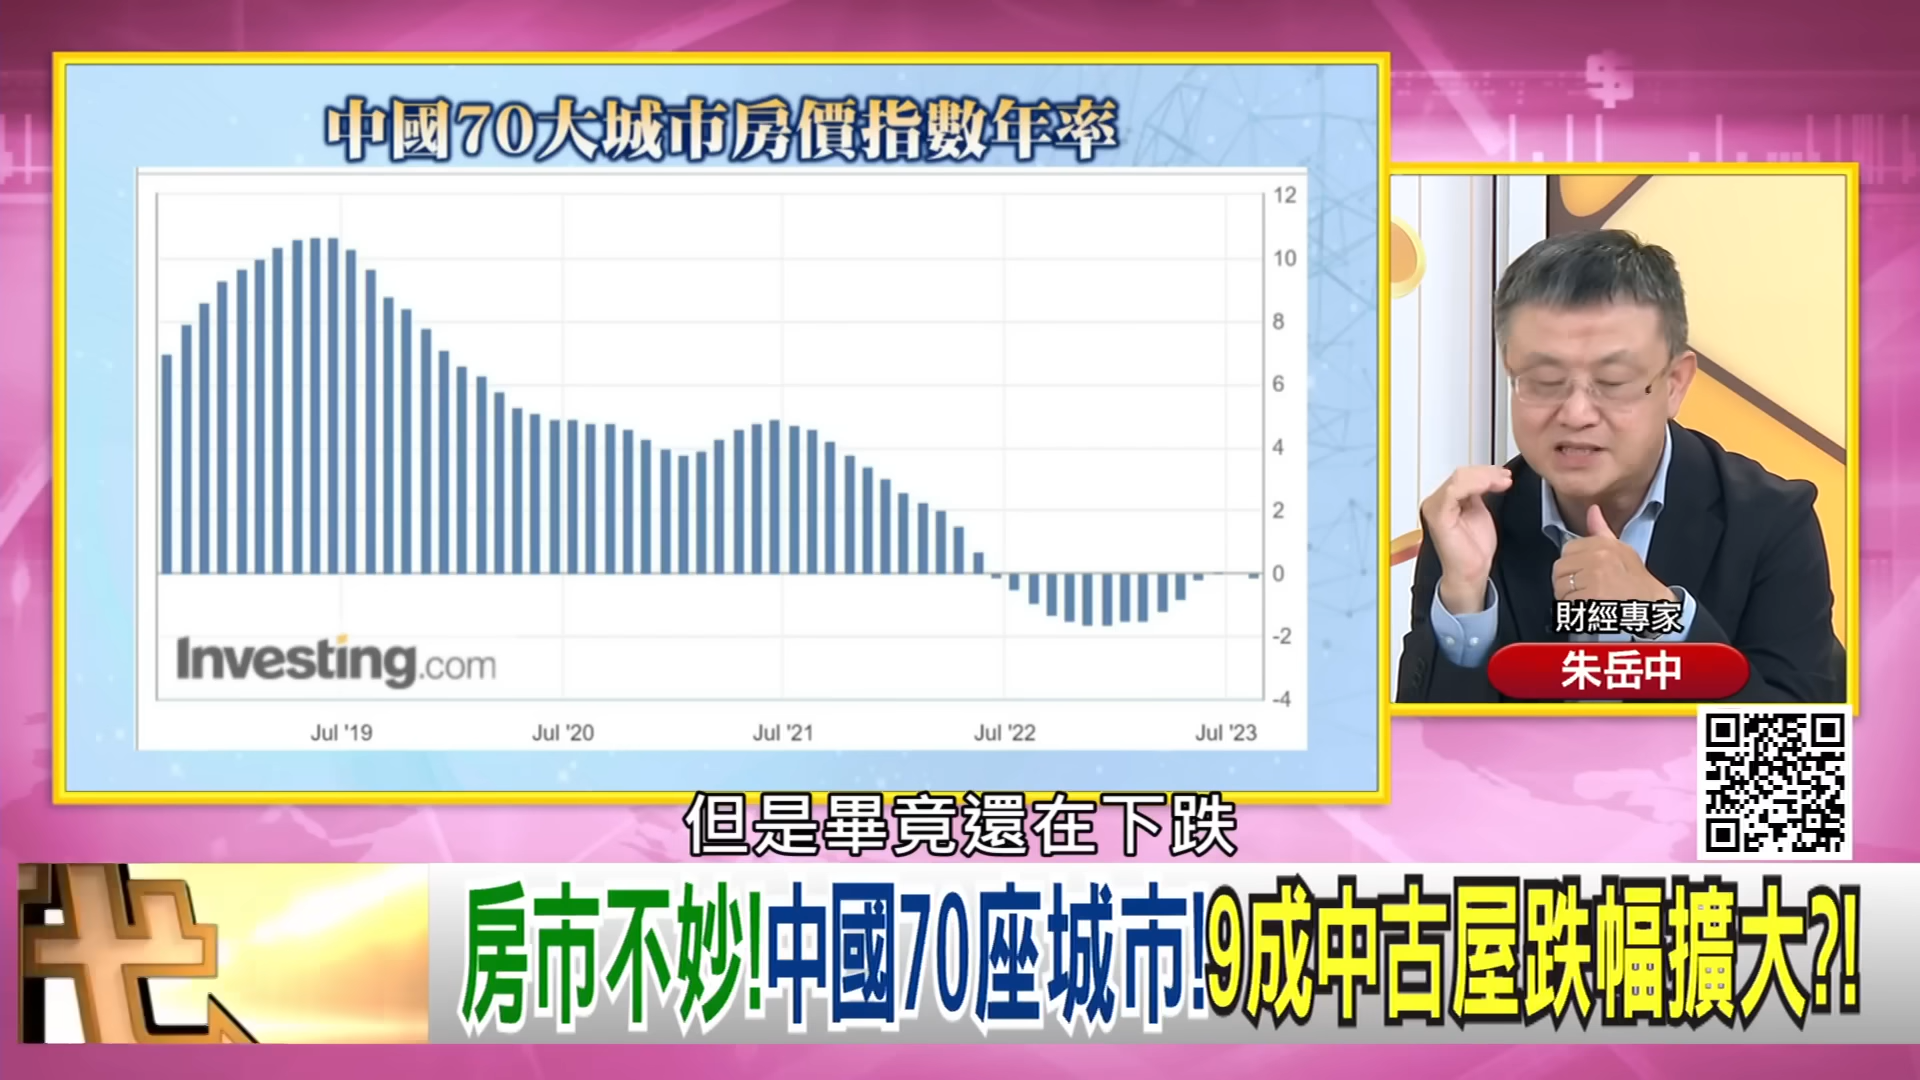 中國70大城市房價指數年率
12
10
8
6
4
2
0
-2
-4
Investing.com
Jul '19
Jul '20
Jul '21
Jul '22
Jul '23
財經專家
朱岳中
但是畢竟還在下跌
房市不妙!中國70座城市!9成中古屋跌幅擴大?!